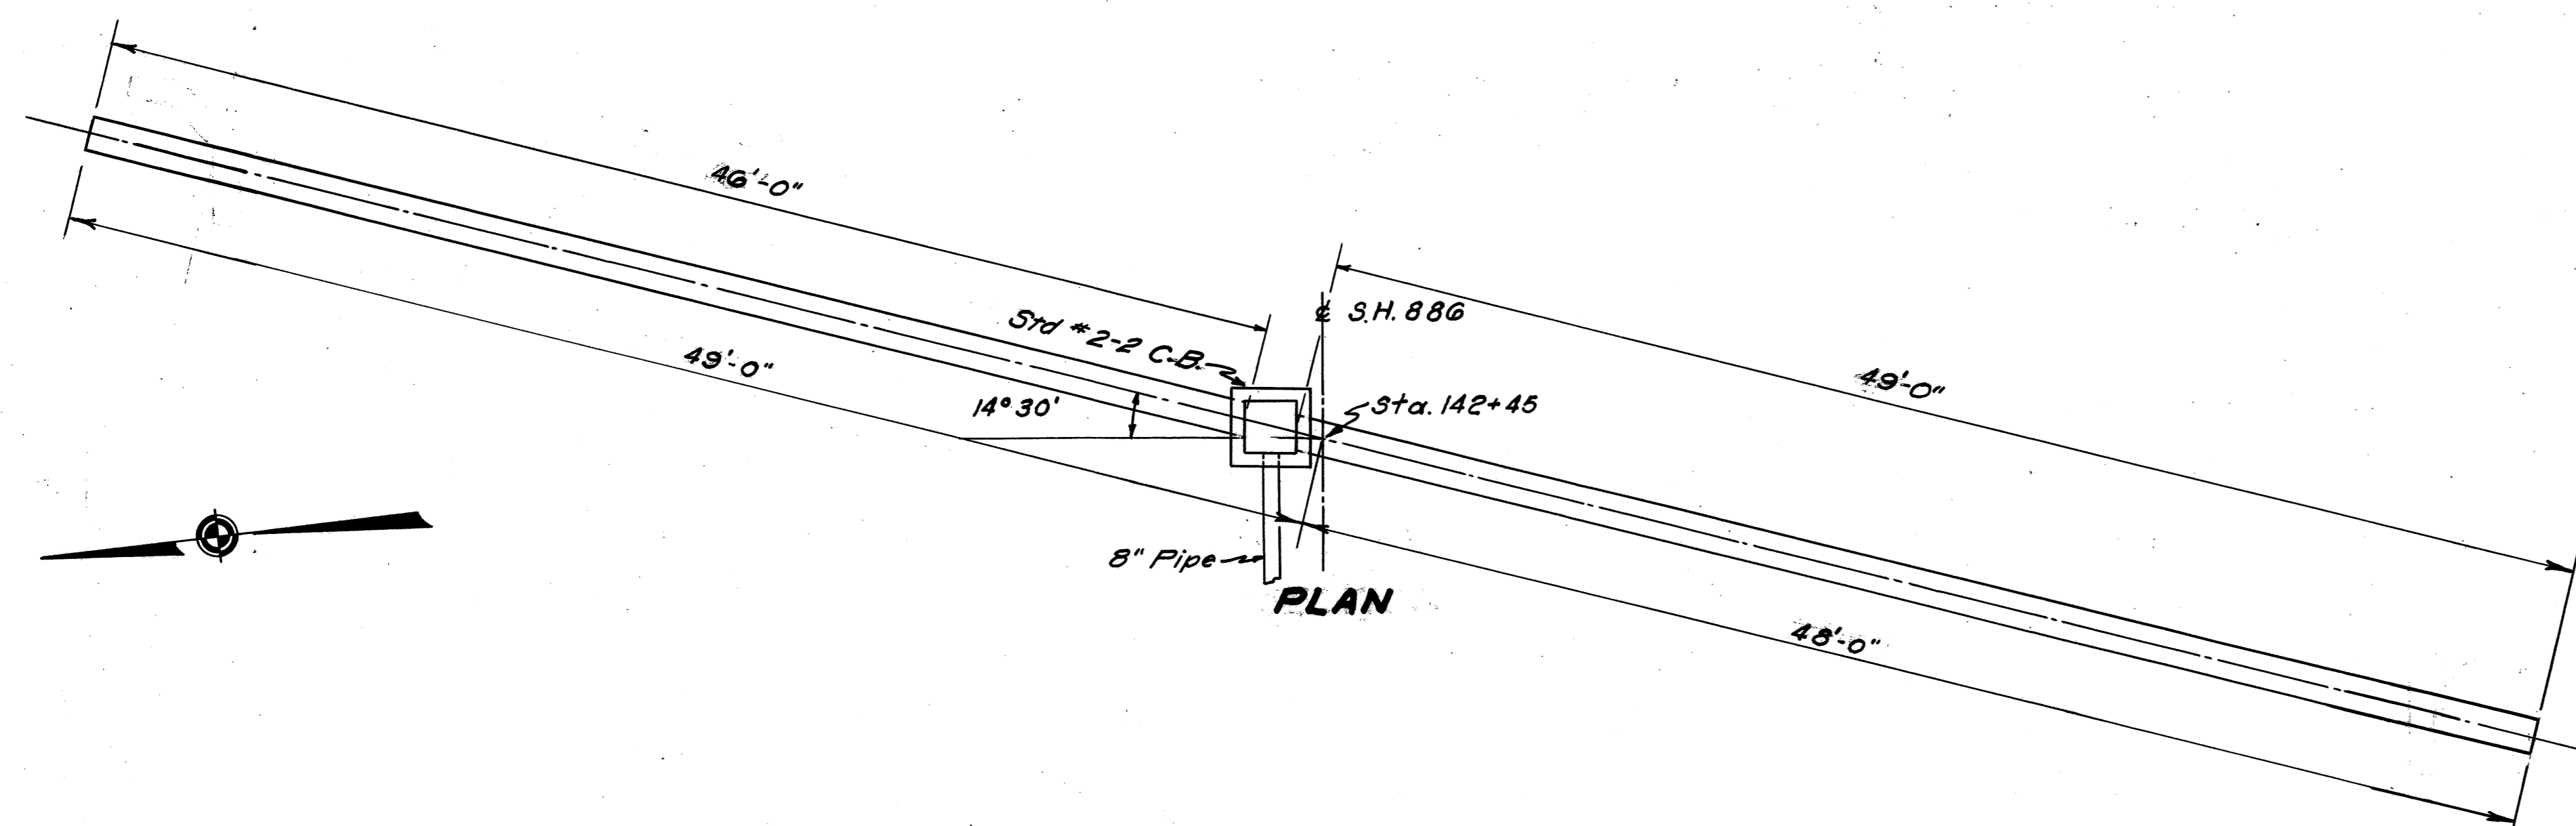 46'-0"
℄ S.H. 886
Std #2-2 C.B.
49'-0"
49'-0"
14°30'
Sta. 142+45
8" Pipe
PLAN
48'-0"